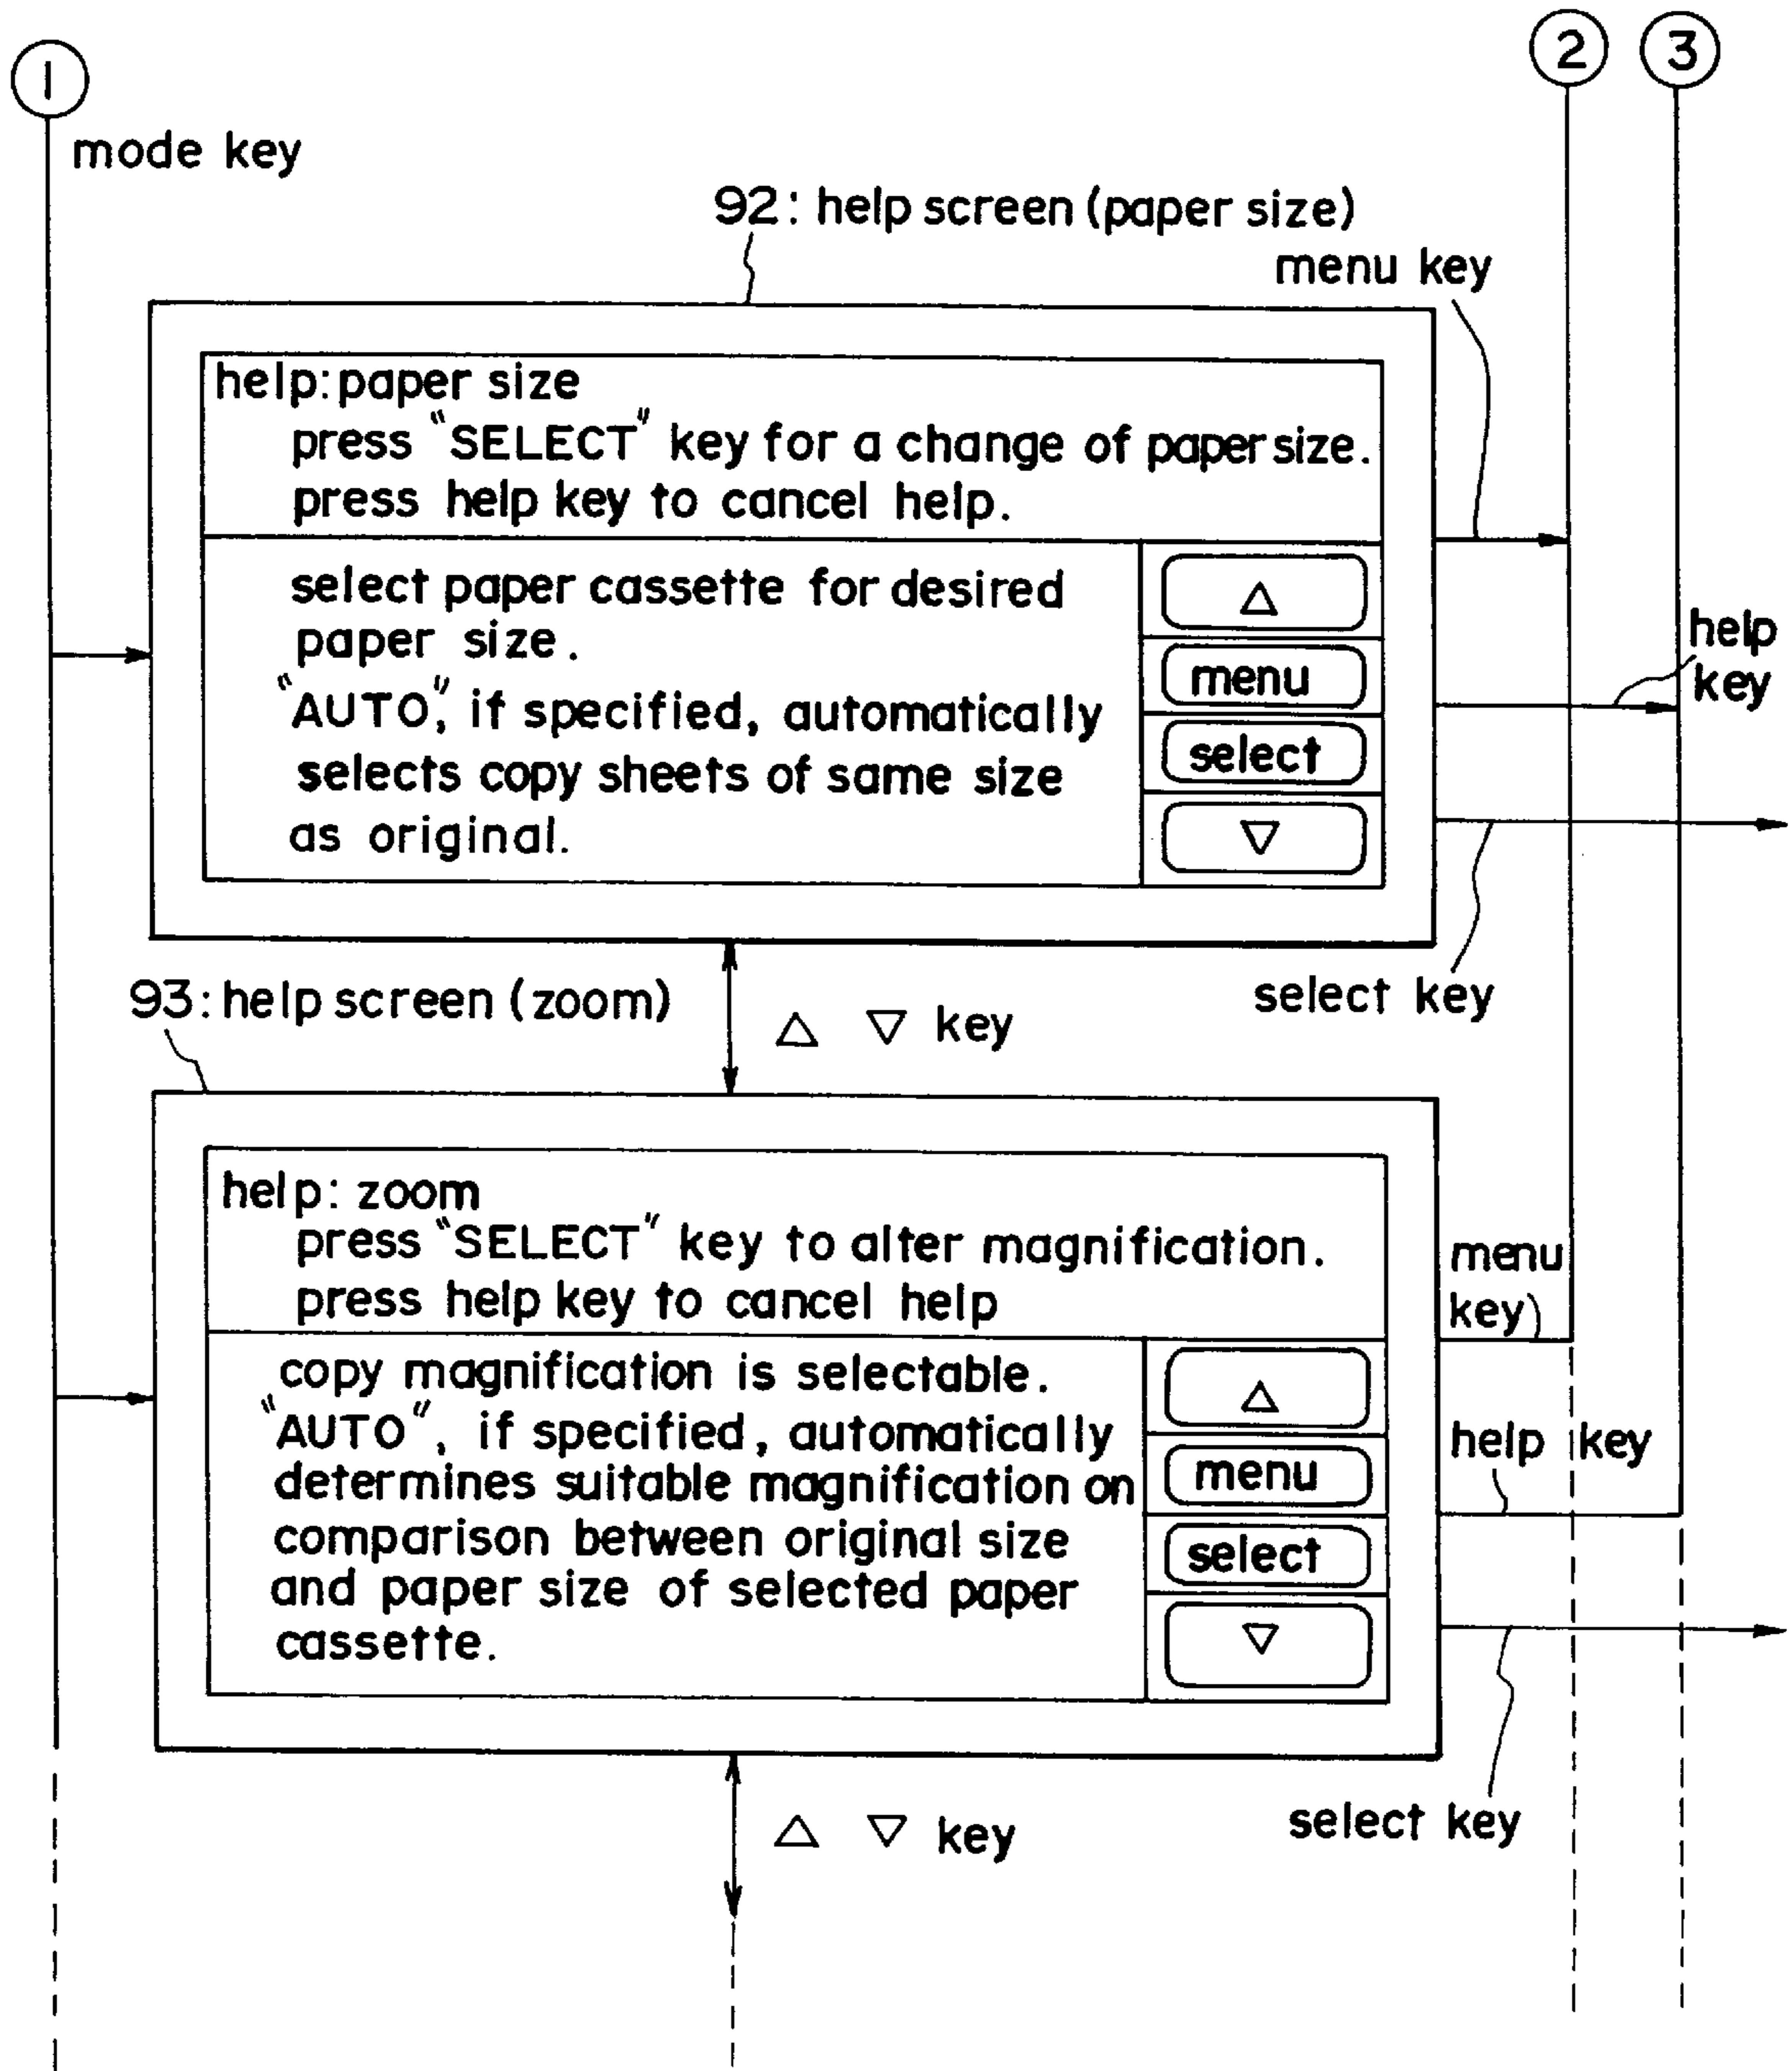 1
2
3
mode key
92: help screen (paper size)
menu key
help: paper size
press "SELECT" key for a change of paper size.
press help key to cancel help.
select paper cassette for desired
paper size.
"AUTO", if specified, automatically
selects copy sheets of same size
as original.
△
menu
select
▽
help
key
select key
93: help screen (zoom)
△ ▽ key
help: zoom
press "SELECT" key to alter magnification.
press help key to cancel help
copy magnification is selectable.
"AUTO", if specified, automatically
determines suitable magnification on
comparison between original size
and paper size of selected paper
cassette.
△
menu
select
▽
menu
key
help key
select key
△ ▽ key